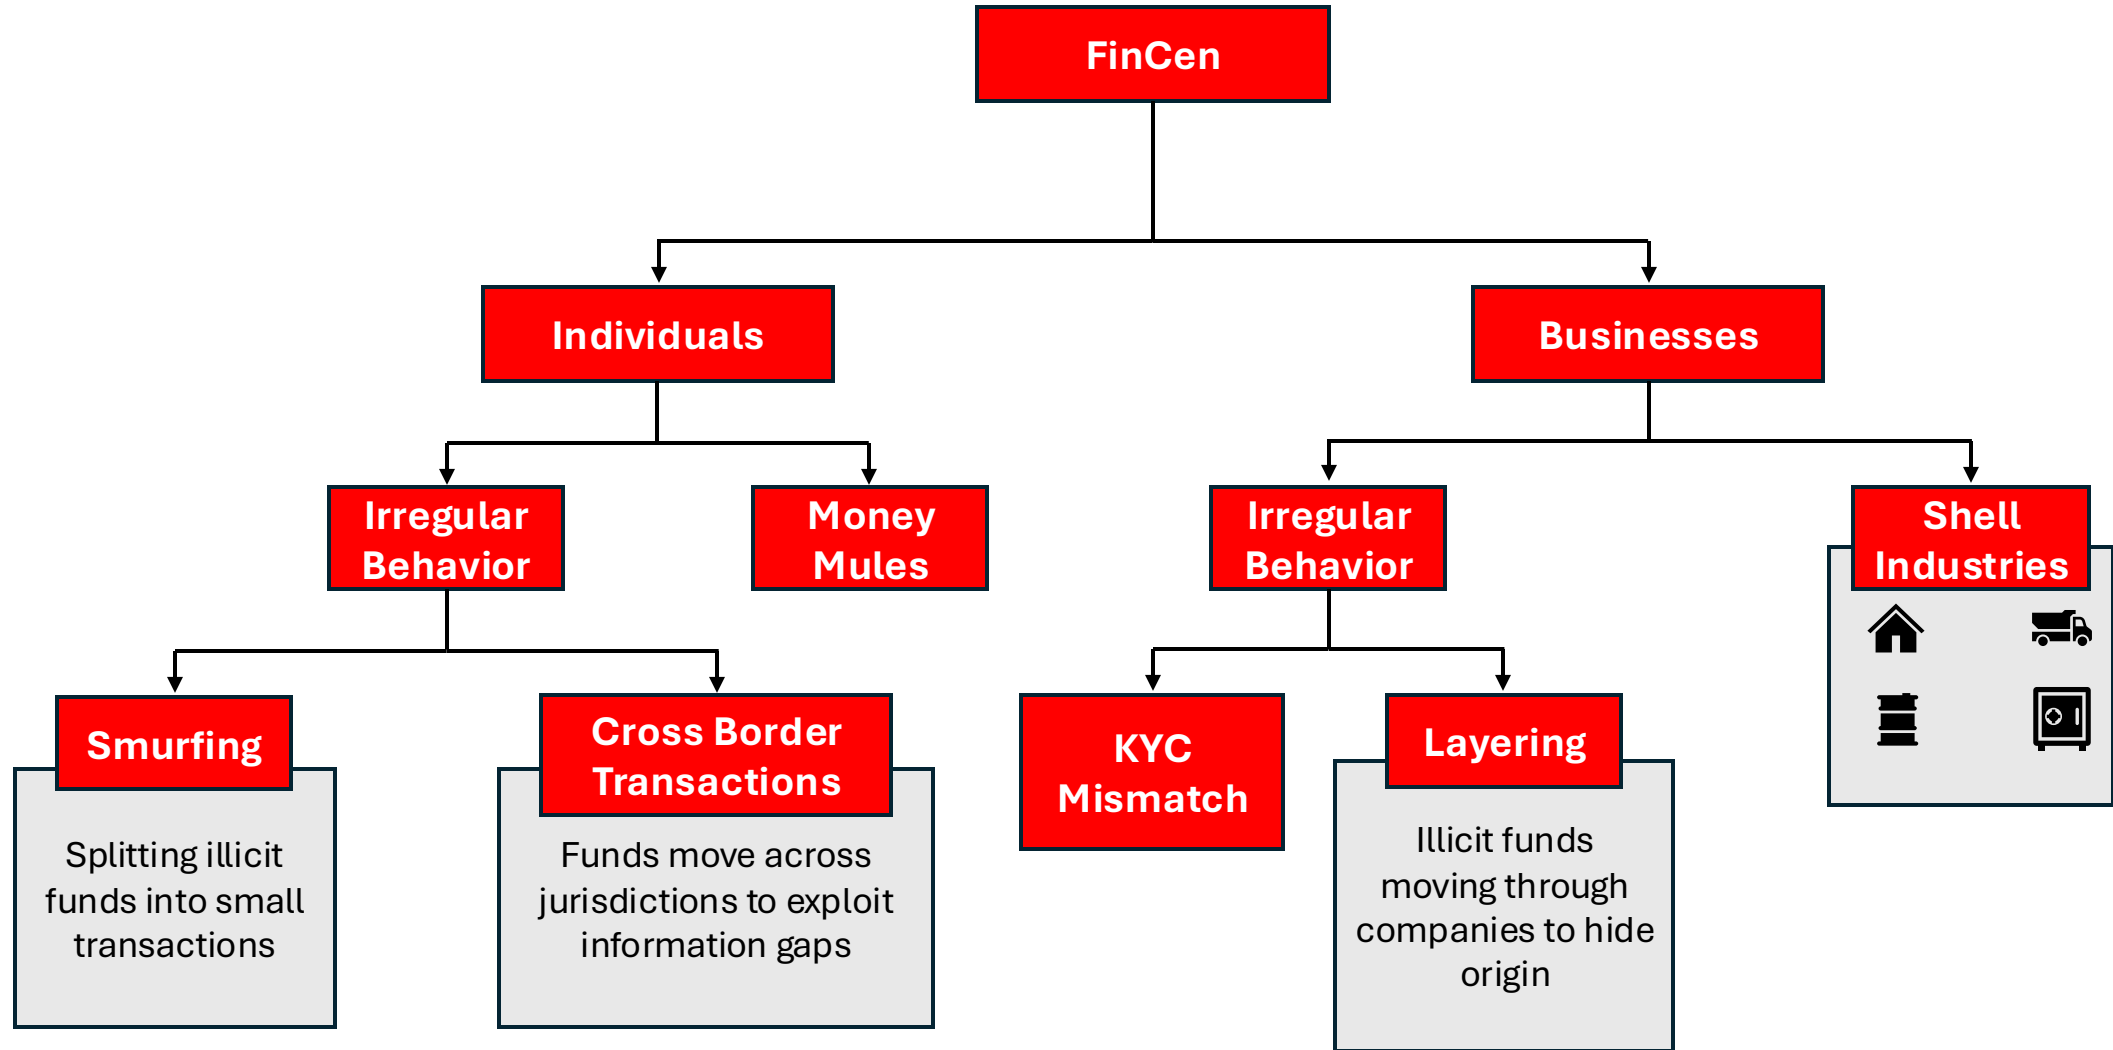 FinCen
Individuals
Businesses
Irregular
Behavior
Money
Mules
Irregular
Behavior
Shell
Industries
Smurfing
Splitting illicit
funds into small
transactions
Cross Border
Transactions
Funds move across
jurisdictions to exploit
information gaps
KYC
Mismatch
Layering
Illicit funds
moving through
companies to hide
origin